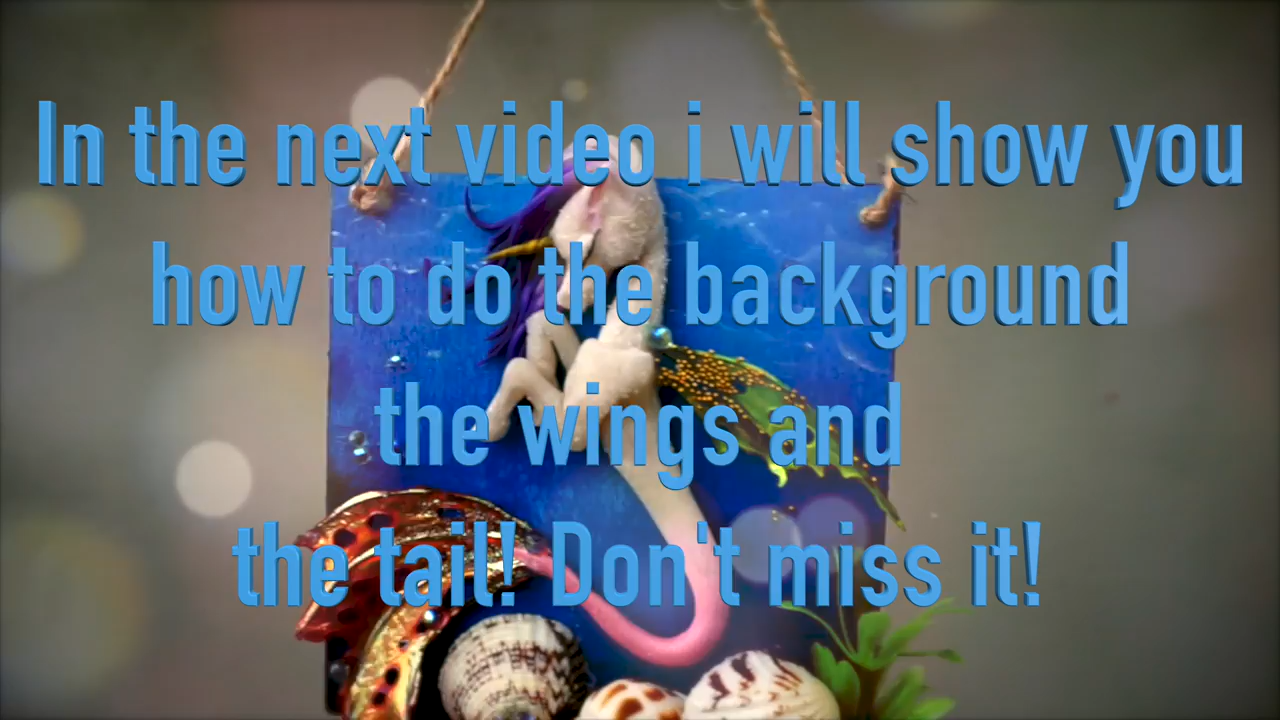 In the next video i will show you
how to do the background
the wings and
the tail! Don't miss it!